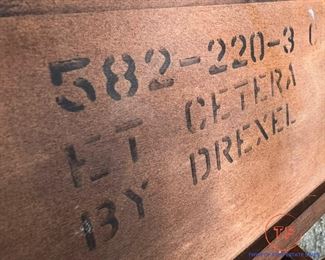 582-220-3 C
ET CETERA
BY DREXEL